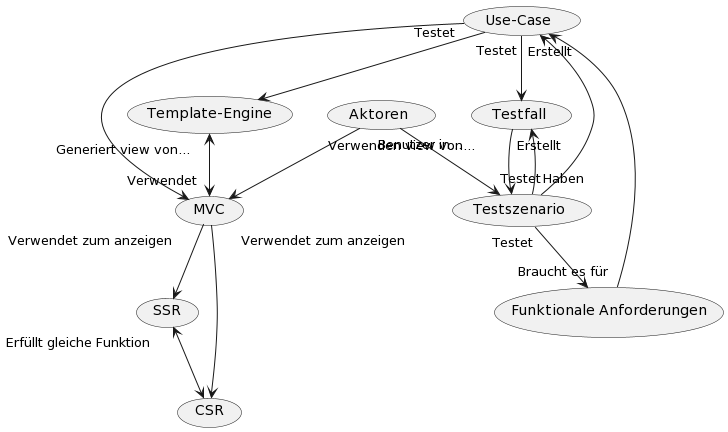 Use-Case
Testet
Testet
Erstellt
Template-Engine
Aktoren
Testfall
Generiert view von...
Verwenden view von...
Benutzer in
Erstellt
Verwendet
Testet
Haben
MVC
Testszenario
Verwendet zum anzeigen
Verwendet zum anzeigen
Testet
Braucht es für
SSR
Funktionale Anforderungen
Erfüllt gleiche Funktion
CSR